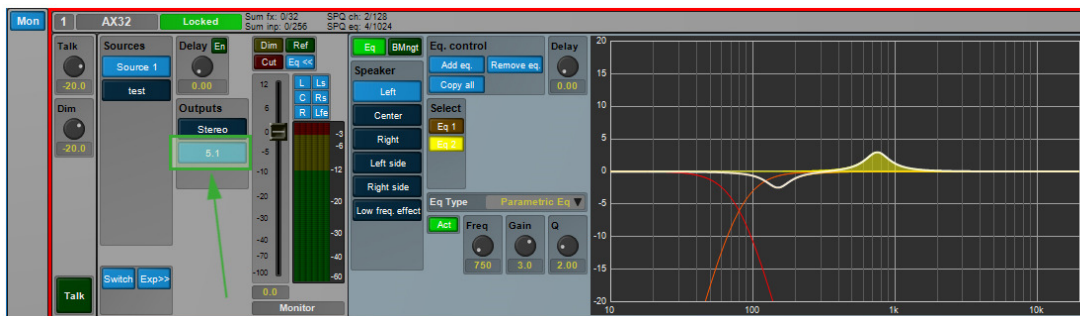 Mon
1 AX32 Locked
Sum fx: 0/32 SPQ ch: 2/128
Sum inp: 0/256 SPQ eq: 4/1024
Talk
-20.0
Dim
-20.0
Talk
Sources
Source 1
test
Switch Exp>>
Delay En
0.00
Outputs
Stereo
5.1
Dim Ref
Cut Eq <<
L Ls
C Rs
R Lfe
12
6
0
-5
-10
-20
-30
-40
-70
-100
-3
-6
-12
-20
-30
-40
-60
0.0
Monitor
Eq BMngt
Speaker
Left
Center
Right
Left side
Right side
Low freq. effect
Eq. control
Add eq. Remove eq.
Copy all
Delay
0.00
Select
Eq 1
Eq 2
Eq Type Parametric Eq ▼
Act Freq Gain Q
750 3.0 2.00
20
15
10
5
0
-5
-10
-15
-20
10 100 1k 10k